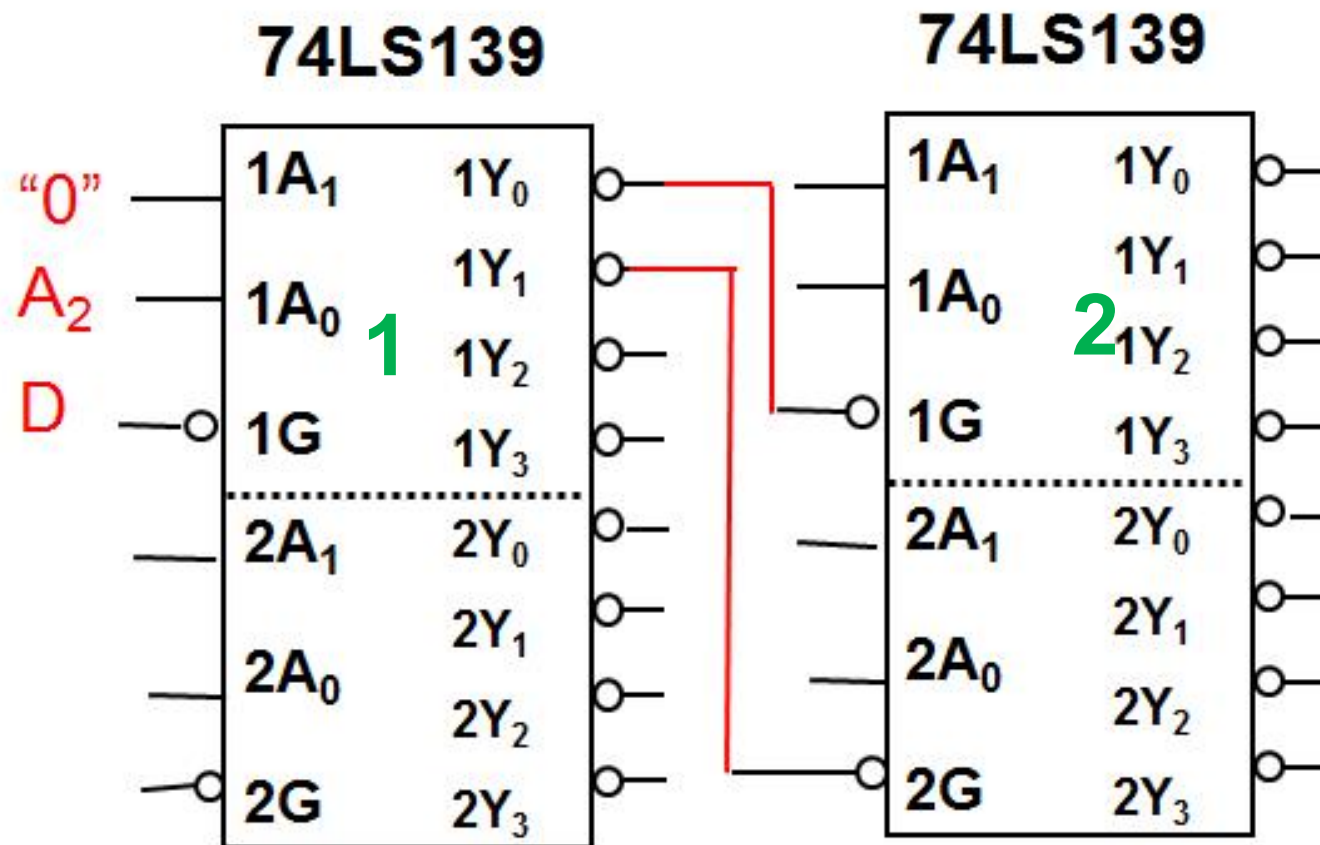 74LS139
74LS139
“0”
A₂
D
1A₁ 1Y₀
1Y₁
1A₀
1
1Y₂
1G
1Y₃
2A₁ 2Y₀
2Y₁
2A₀
2Y₂
2G
2Y₃
1A₁ 1Y₀
1Y₁
1A₀
2
1Y₂
1G
1Y₃
2A₁ 2Y₀
2Y₁
2A₀
2Y₂
2G
2Y₃